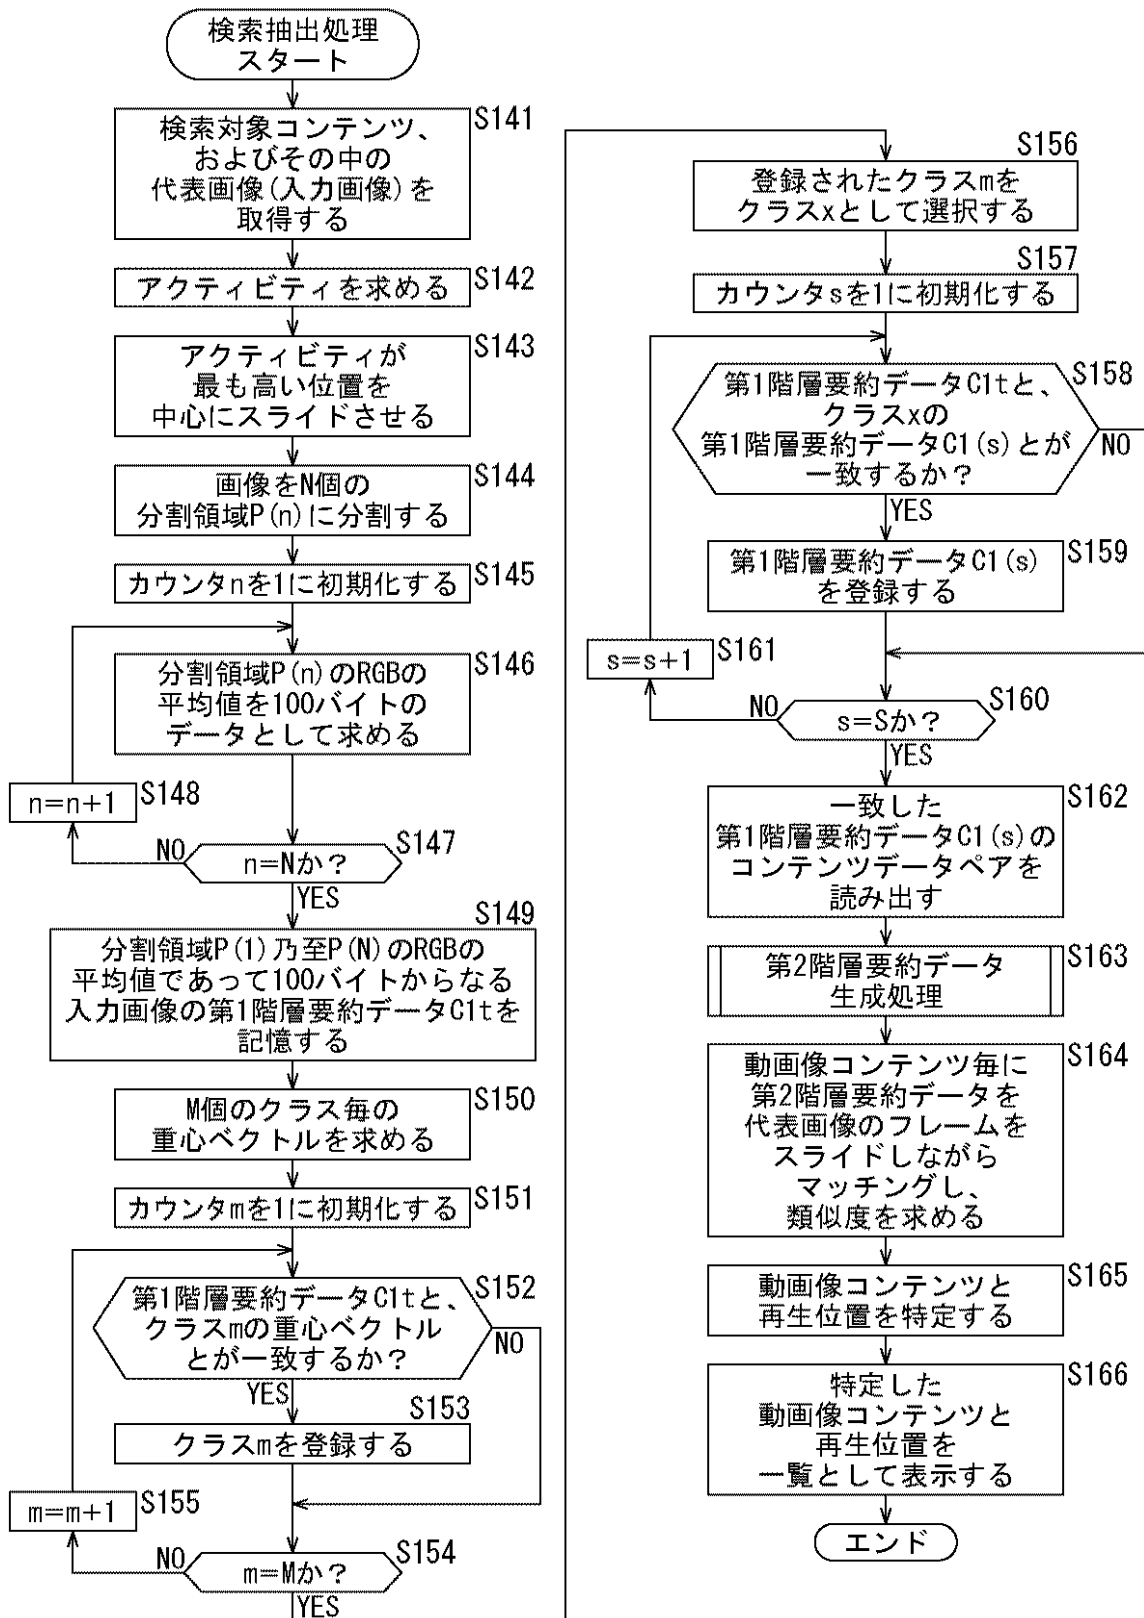 検索抽出処理
スタート
S141
検索対象コンテンツ、
およびその中の
代表画像(入力画像)を
取得する
S142
アクティビティを求める
S143
アクティビティが
最も高い位置を
中心にスライドさせる
S144
画像をN個の
分割領域P(n)に分割する
S145
カウンタnを1に初期化する
S146
分割領域P(n)のRGBの
平均値を100バイトの
データとして求める
S148
n=n+1
S147
NO
n=Nか?
YES
S149
分割領域P(1)乃至P(N)のRGBの
平均値であって100バイトからなる
入力画像の第1階層要約データC1tを
記憶する
S150
M個のクラス毎の
重心ベクトルを求める
S151
カウンタmを1に初期化する
S152
第1階層要約データC1tと、
クラスmの重心ベクトル
とが一致するか?
NO
YES
S153
クラスmを登録する
S155
m=m+1
S154
NO
m=Mか?
YES
S156
登録されたクラスmを
クラスxとして選択する
S157
カウンタsを1に初期化する
S158
第1階層要約データC1tと、
クラスxの
第1階層要約データC1(s)とが
一致するか?
NO
YES
S159
第1階層要約データC1(s)
を登録する
s=s+1
S161
S160
NO
s=Sか?
YES
S162
一致した
第1階層要約データC1(s)の
コンテンツデータペアを
読み出す
S163
第2階層要約データ
生成処理
S164
動画像コンテンツ毎に
第2階層要約データを
代表画像のフレームを
スライドしながら
マッチングし、
類似度を求める
S165
動画像コンテンツと
再生位置を特定する
S166
特定した
動画像コンテンツと
再生位置を
一覧として表示する
エンド